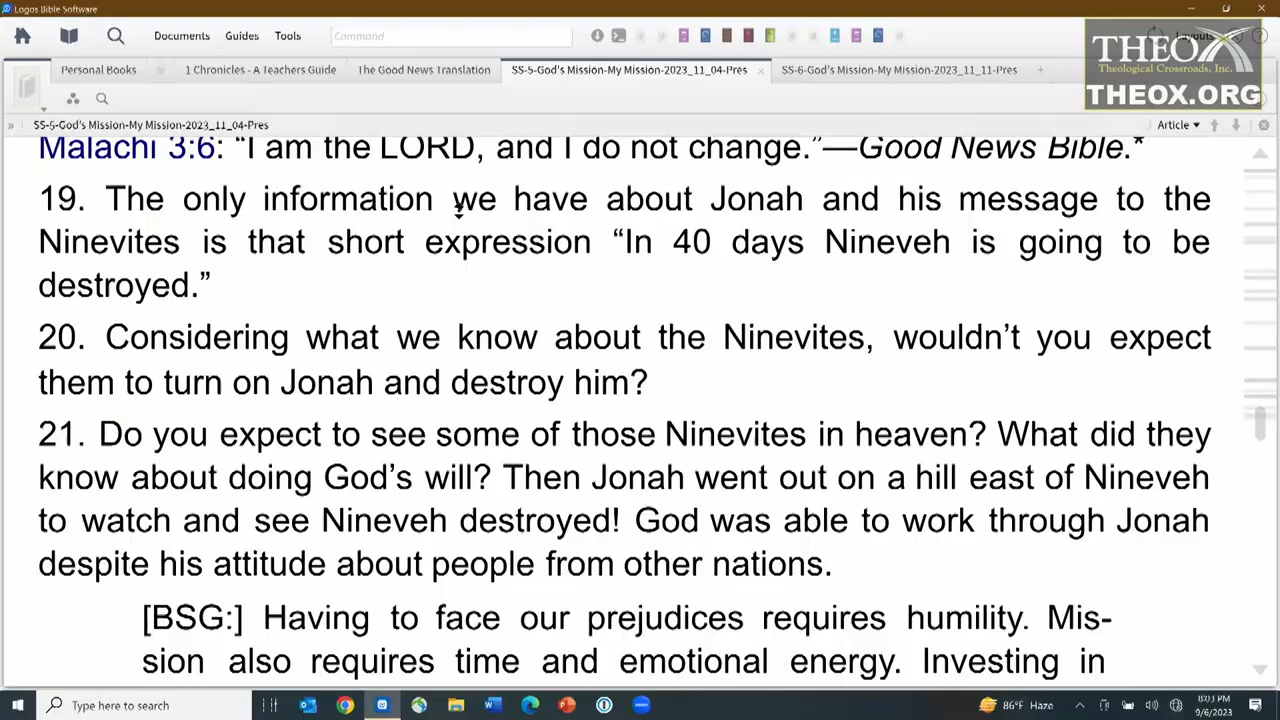 Logos Bible Software
Documents Guides Tools Command Layouts
THEOX
Theological Crossroads, Inc.
THEOX.ORG
Personal Books 1 Chronicles - A Teachers Guide The Good News Translation SS-5-God's Mission-My Mission-2023_11_04-Pres SS-6-God's Mission-My Mission-2023_11_11-Pres
SS-5-God's Mission-My Mission-2023_11_04-Pres Article
Malachi 3:6: “I am the LORD, and I do not change.”—Good News Bible.*
19. The only information we have about Jonah and his message to the
Ninevites is that short expression “In 40 days Nineveh is going to be
destroyed.”
20. Considering what we know about the Ninevites, wouldn’t you expect
them to turn on Jonah and destroy him?
21. Do you expect to see some of those Ninevites in heaven? What did they
know about doing God’s will? Then Jonah went out on a hill east of Nineveh
to watch and see Nineveh destroyed! God was able to work through Jonah
despite his attitude about people from other nations.
[BSG:] Having to face our prejudices requires humility. Mis-
sion also requires time and emotional energy. Investing in
Type here to search 86°F Haze 8:03 PM
9/6/2023